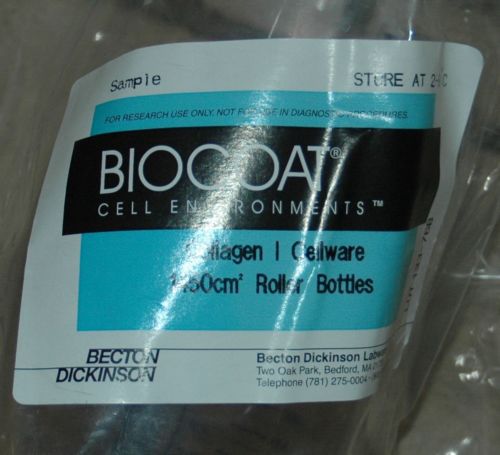 Sample STORE AT
FOR RESEARCH USE ONLY. NOT FOR USE IN DIAGNOSTIC PROCEDURES.
BIOCOAT®
CELL ENVIRONMENTS™
Collagen I Cellware
Roller Bottles
BECTON
DICKINSON
Becton Dickinson
Two Oak Park, Bedford, MA
Telephone (781) 275-0004